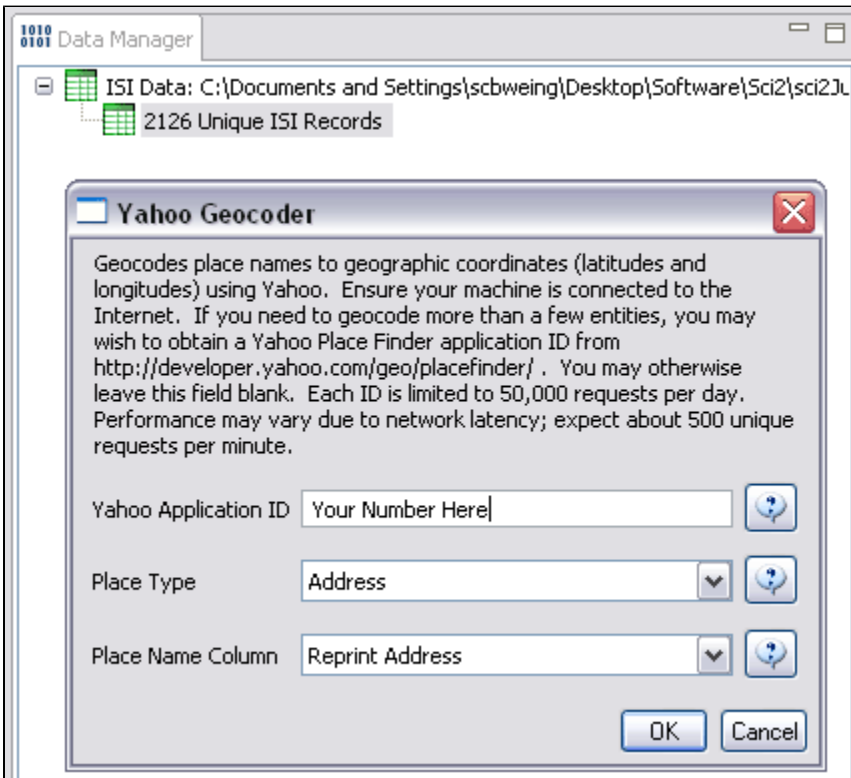 1010
0101 Data Manager
ISI Data: C:\Documents and Settings\scbweing\Desktop\Software\Sci2\sci2Ju
2126 Unique ISI Records
Yahoo Geocoder
Geocodes place names to geographic coordinates (latitudes and
longitudes) using Yahoo. Ensure your machine is connected to the
Internet. If you need to geocode more than a few entities, you may
wish to obtain a Yahoo Place Finder application ID from
http://developer.yahoo.com/geo/placefinder/ . You may otherwise
leave this field blank. Each ID is limited to 50,000 requests per day.
Performance may vary due to network latency; expect about 500 unique
requests per minute.
Yahoo Application ID Your Number Here
Place Type Address
Place Name Column Reprint Address
OK Cancel